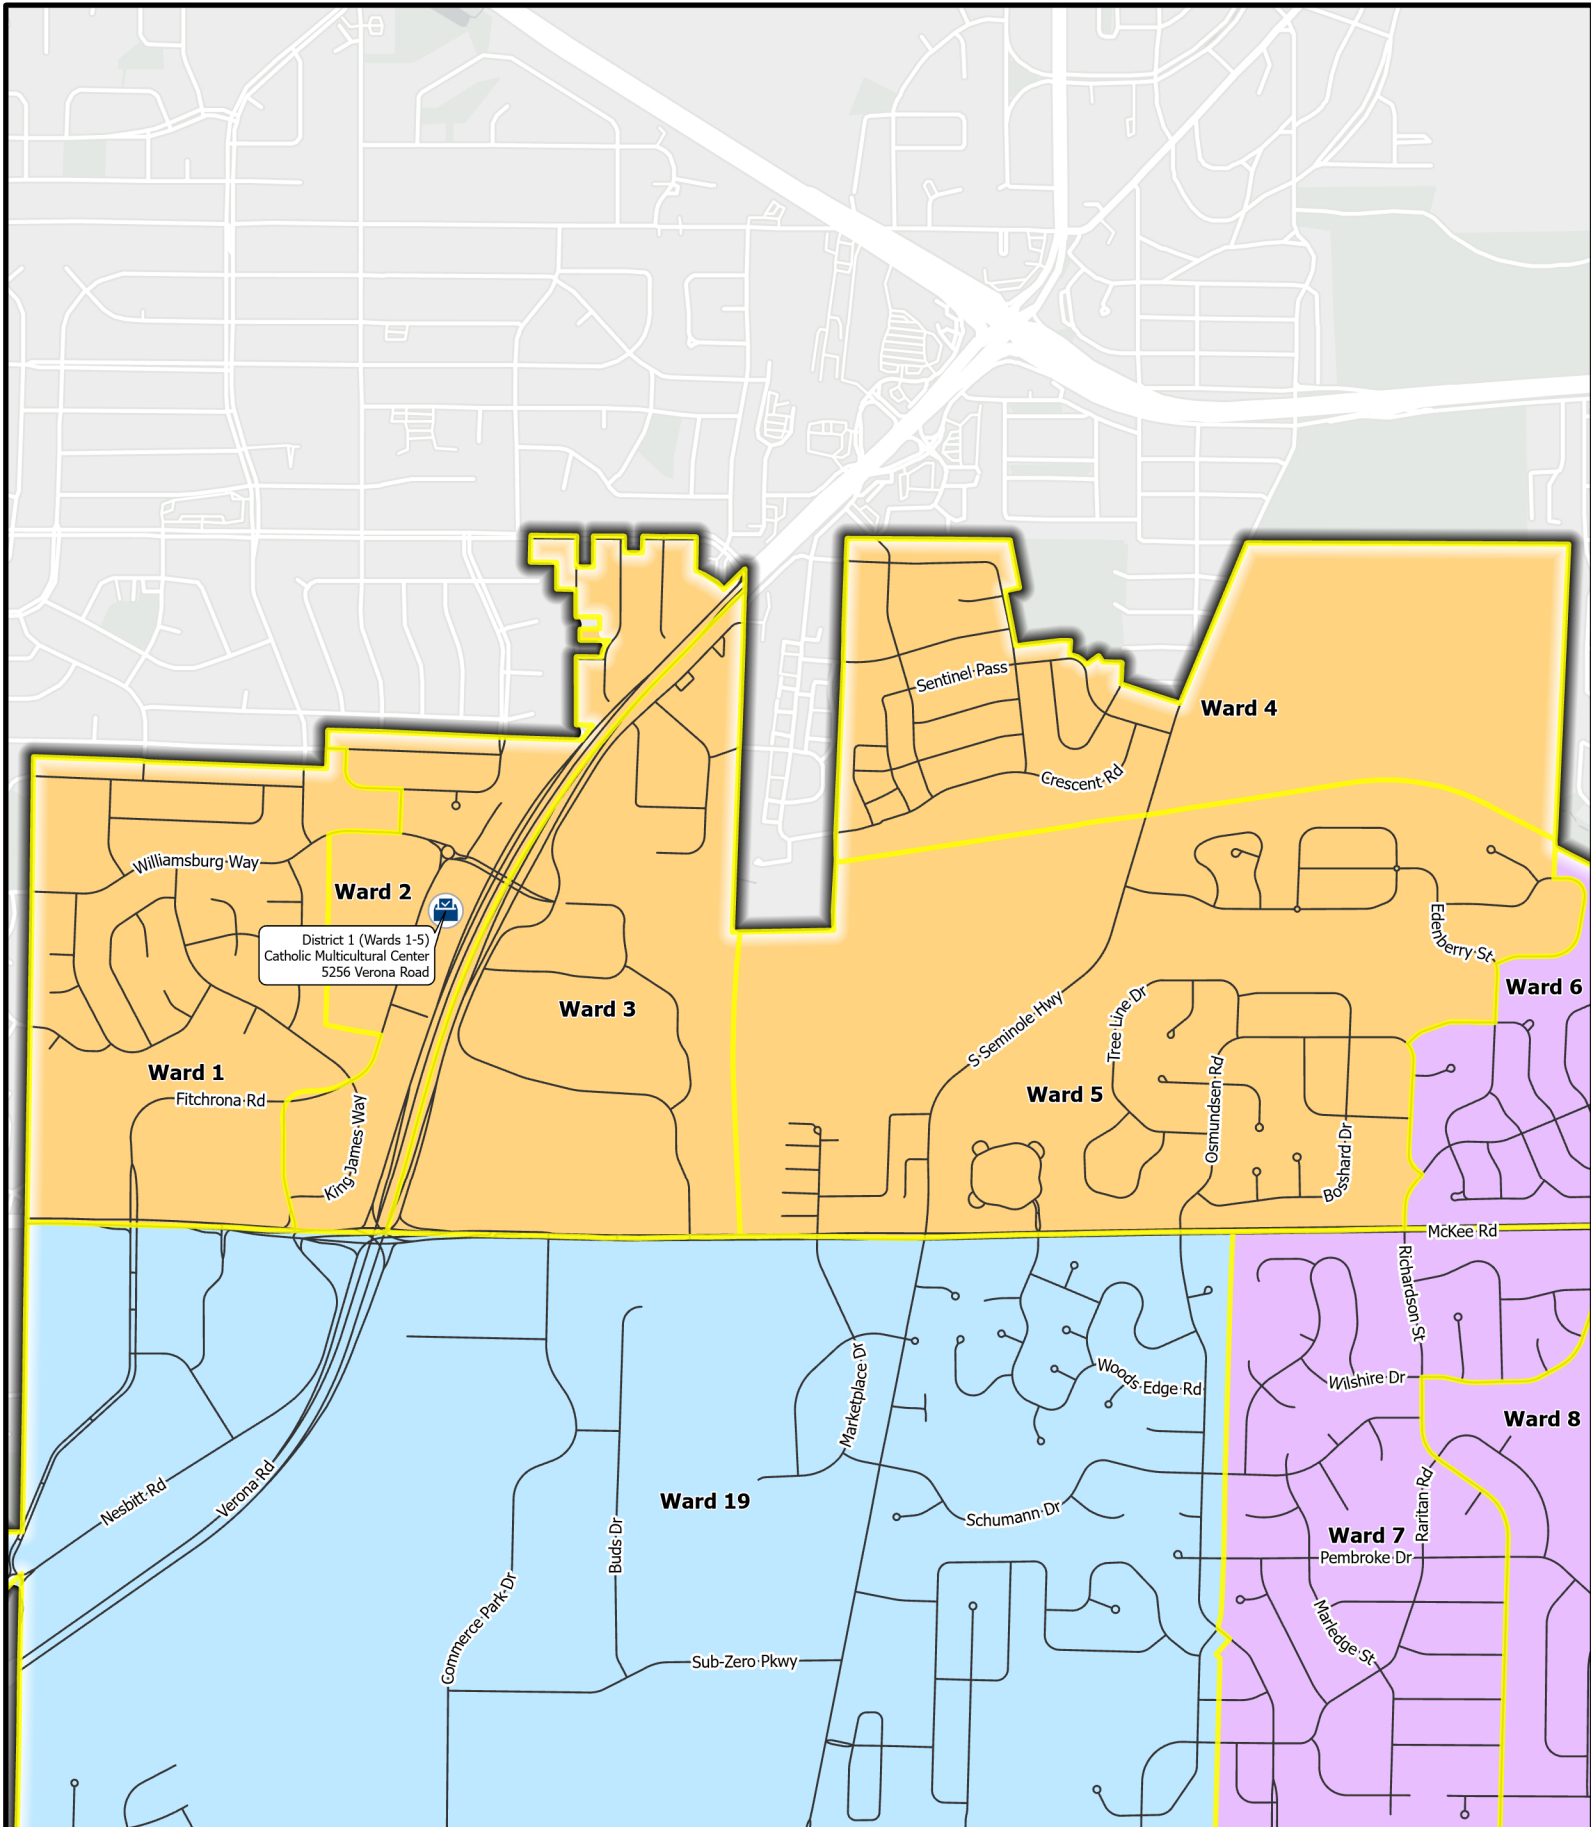 Sentinel Pass
Ward 4
Crescent Rd
Williamsburg Way
Ward 2
District 1 (Wards 1-5)
Catholic Multicultural Center
5256 Verona Road
Edenberry St
Ward 6
Ward 3
S Seminole Hwy
Tree Line Dr
Ward 1
Fitchrona Rd
Ward 5
Osmundsen Rd
King James Way
Bosshard Dr
McKee Rd
Richardson St
Marketplace Dr
Woods Edge Rd
Wilshire Dr
Ward 8
Nesbitt Rd
Verona Rd
Ward 19
Schumann Dr
Raritan Rd
Buds Dr
Ward 7
Pembroke Dr
Commerce Park Dr
Marledge St
Sub-Zero Pkwy